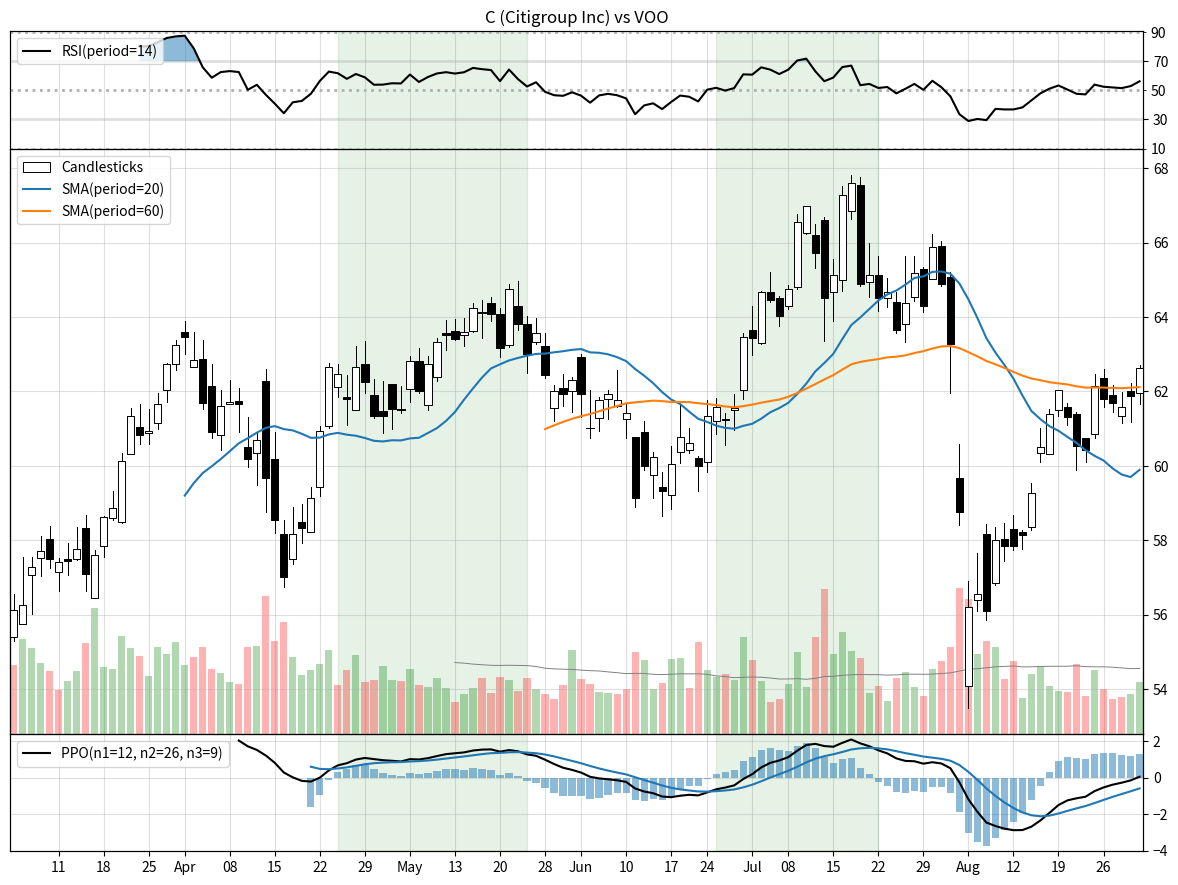 C (Citigroup Inc) vs VOO
RSI(period=14)
90
70
50
30
10
Candlesticks
SMA(period=20)
SMA(period=60)
68
66
64
62
60
58
56
54
PPO(n1=12, n2=26, n3=9)
2
0
−2
−4
11 18 25 Apr 08 15 22 29 May 13 20 28 Jun 10 17 24 Jul 08 15 22 29 Aug 12 19 26